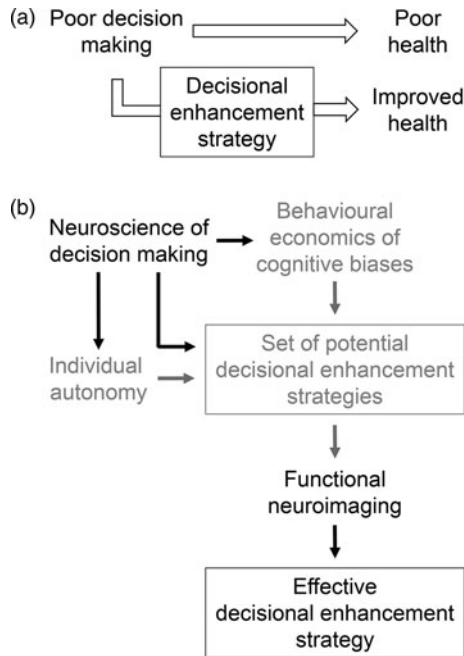 (a)
Poor decision
making
Poor
health
Decisional
enhancement
strategy
Improved
health
(b)
Neuroscience of
decision making
Behavioural
economics of
cognitive biases
Individual
autonomy
Set of potential
decisional enhancement
strategies
Functional
neuroimaging
Effective
decisional enhancement
strategy